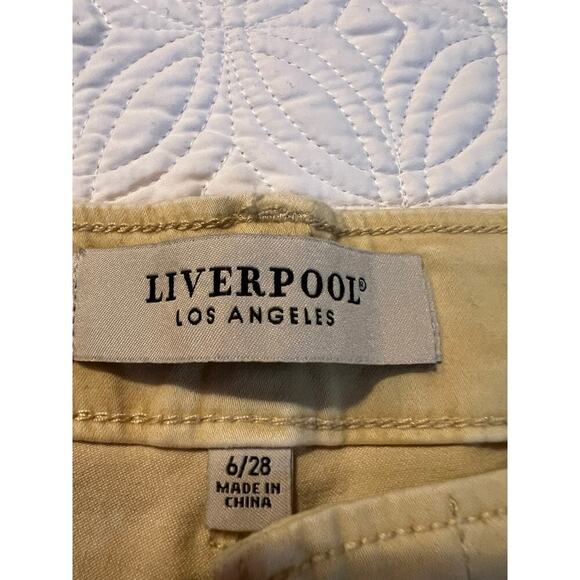 LIVERPOOL®
LOS ANGELES
6/28
MADE IN
CHINA